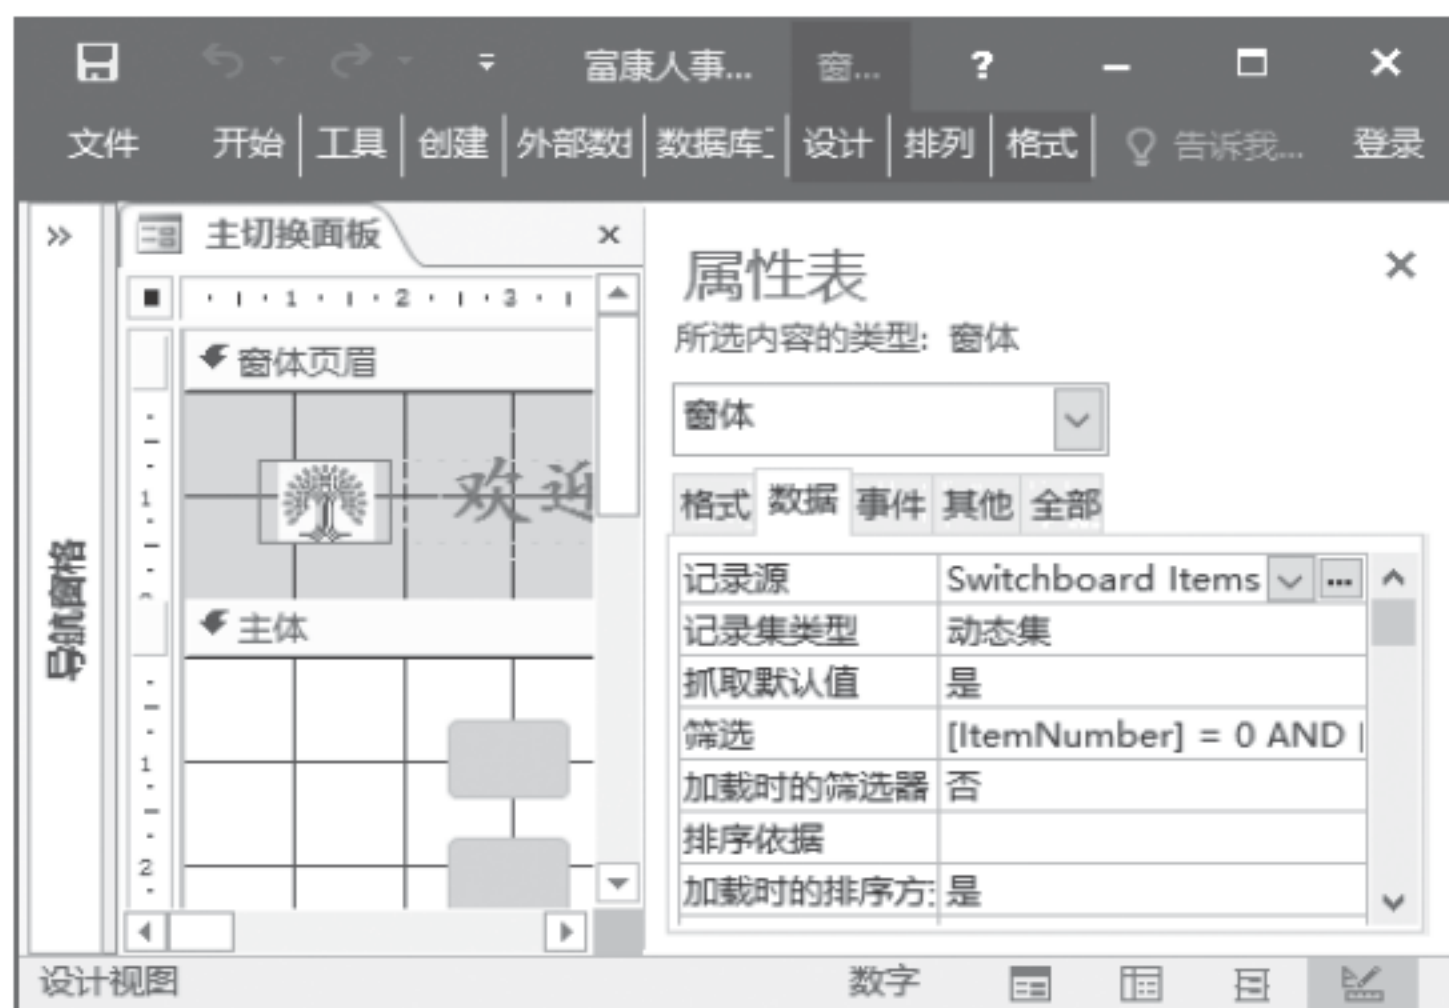 富康人事... 窗... ?
文件 开始 工具 创建 外部数 数据库 设计 排列 格式 告诉我... 登录
»
导航窗格
主切换面板
1 2 3
窗体页眉
1
欢迎
主体
1
2
属性表
所选内容的类型: 窗体
窗体
格式 数据 事件 其他 全部
记录源 Switchboard Items ...
记录集类型 动态集
抓取默认值 是
筛选 [ItemNumber] = 0 AND
加载时的筛选器 否
排序依据
加载时的排序方 是
设计视图 数字